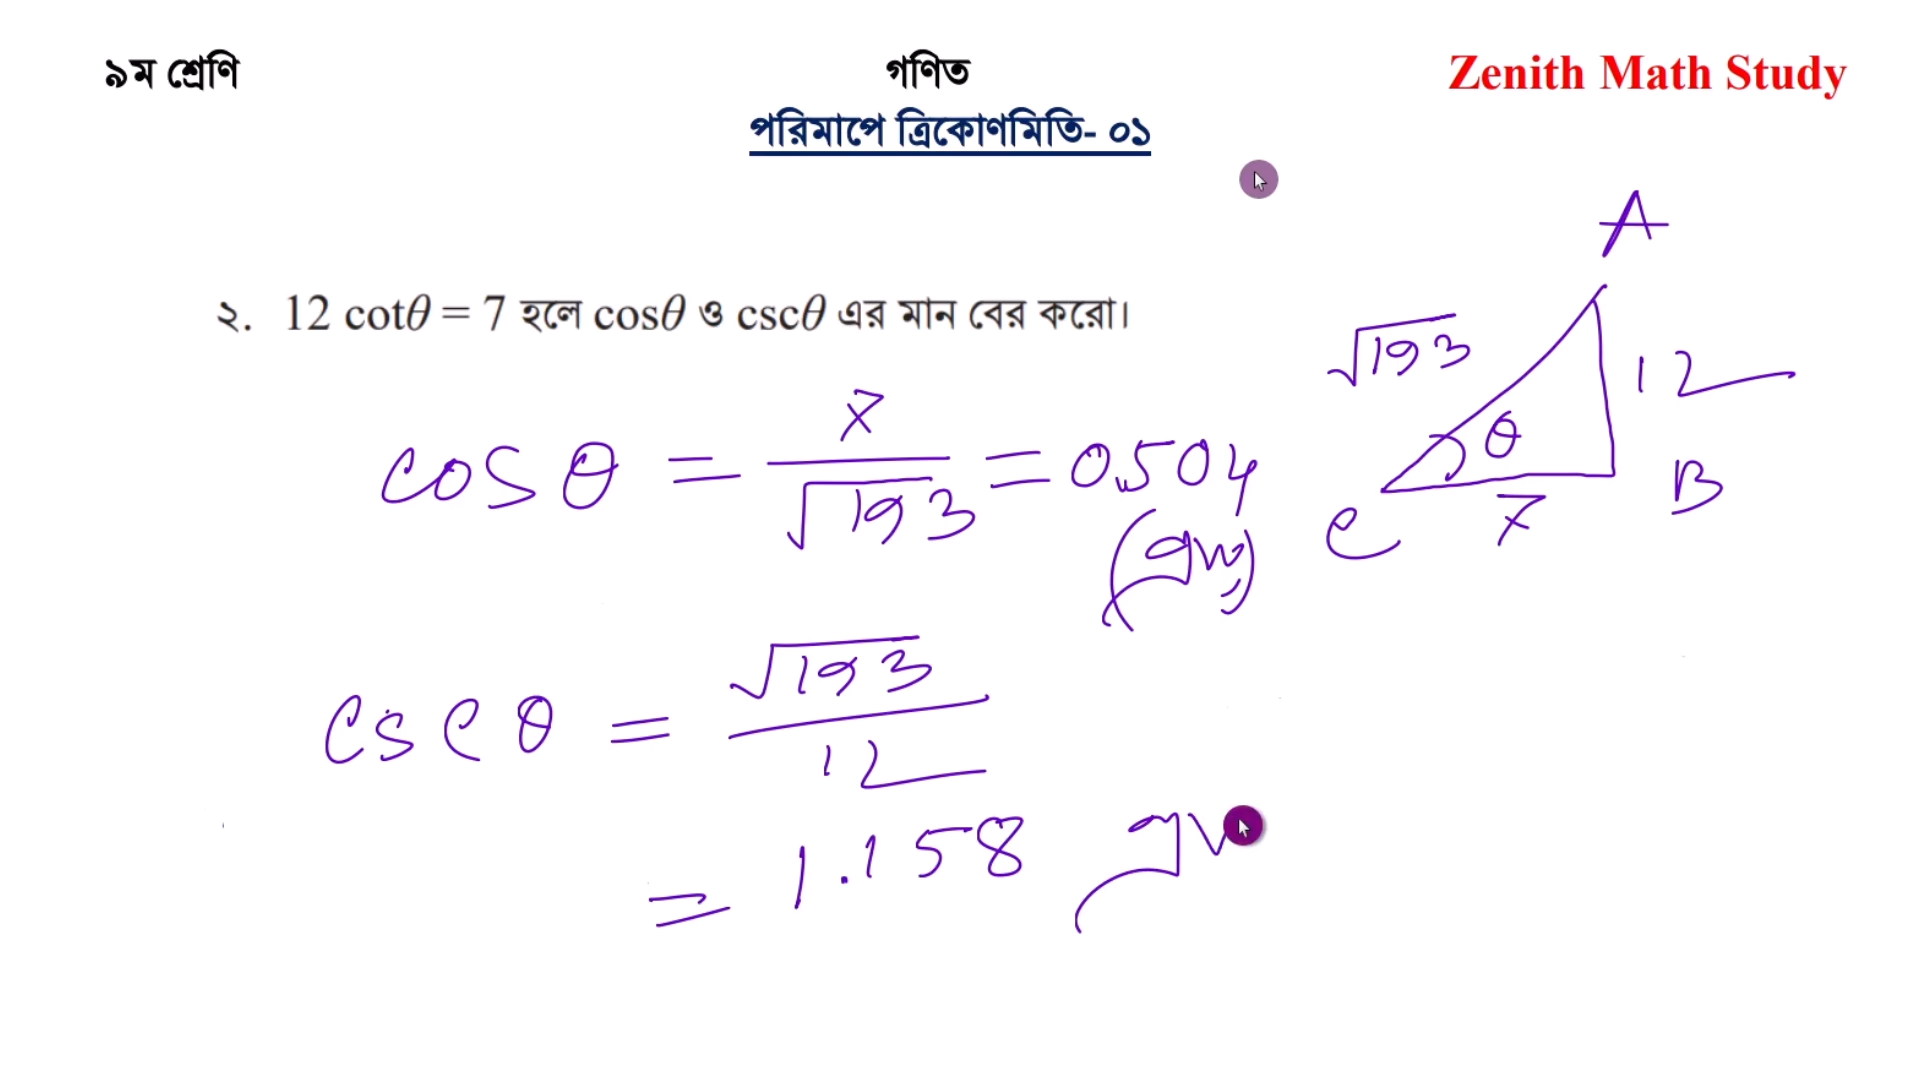 ৯ম শ্রেণি গণিত Zenith Math Study
পরিমাপে ত্রিকোণমিতি- ০১
২. 12 cotθ = 7 হলে cosθ ও cscθ এর মান বের করো।
A
√193 12
θ
C 7 B
cos θ = 7/√193 = 0.504
(প্রায়)
csc θ = √193/12
= 1.158